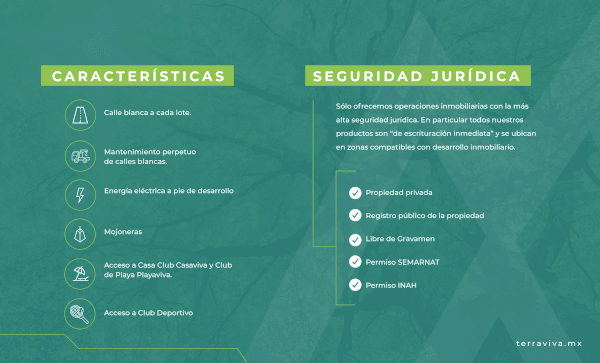 CARACTERÍSTICAS
Calle blanca a cada lote.
Mantenimiento perpetuo
de calles blancas.
Energía eléctrica a pie de desarrollo
Mojoneras
Acceso a Casa Club Casaviva y Club
de Playa Playaviva.
Acceso a Club Deportivo
SEGURIDAD JURÍDICA
Sólo ofrecemos operaciones inmobiliarias con la más
alta seguridad jurídica. En particular todos nuestros
productos son "de escrituración inmediata" y se ubican
en zonas compatibles con desarrollo inmobiliario.
Propiedad privada
Registro público de la propiedad
Libre de Gravamen
Permiso SEMARNAT
Permiso INAH
terraviva.mx